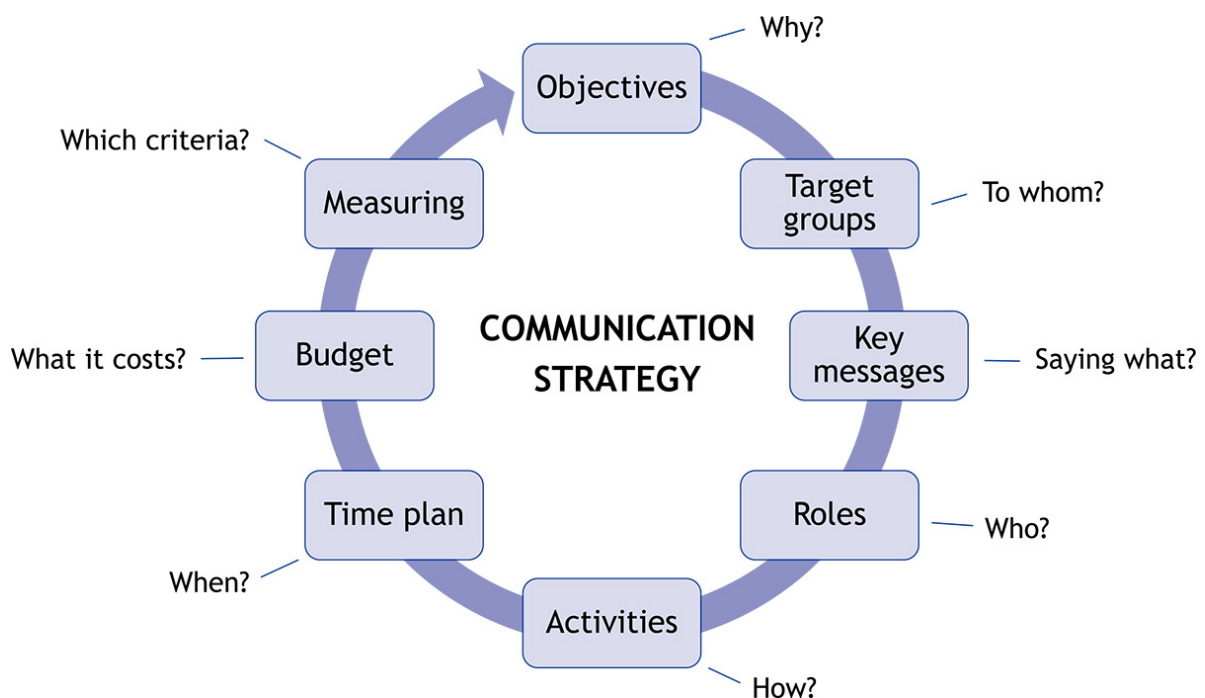 Why?
Objectives
Which criteria?
Measuring
Target
groups
To whom?
COMMUNICATION
STRATEGY
What it costs?
Budget
Key
messages
Saying what?
Time plan
When?
Roles
Who?
Activities
How?